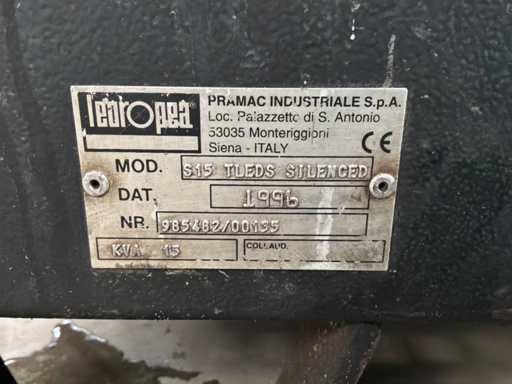 PRAMAC INDUSTRIALE S.p.A.
Loc. Palazzetto di S. Antonio
53035 Monteriggioni
Siena - ITALY
CE
MOD. S15 TLEDS SILENCED
DAT. 1996
NR. 985482/00135
KVA 15
COLLAUD.